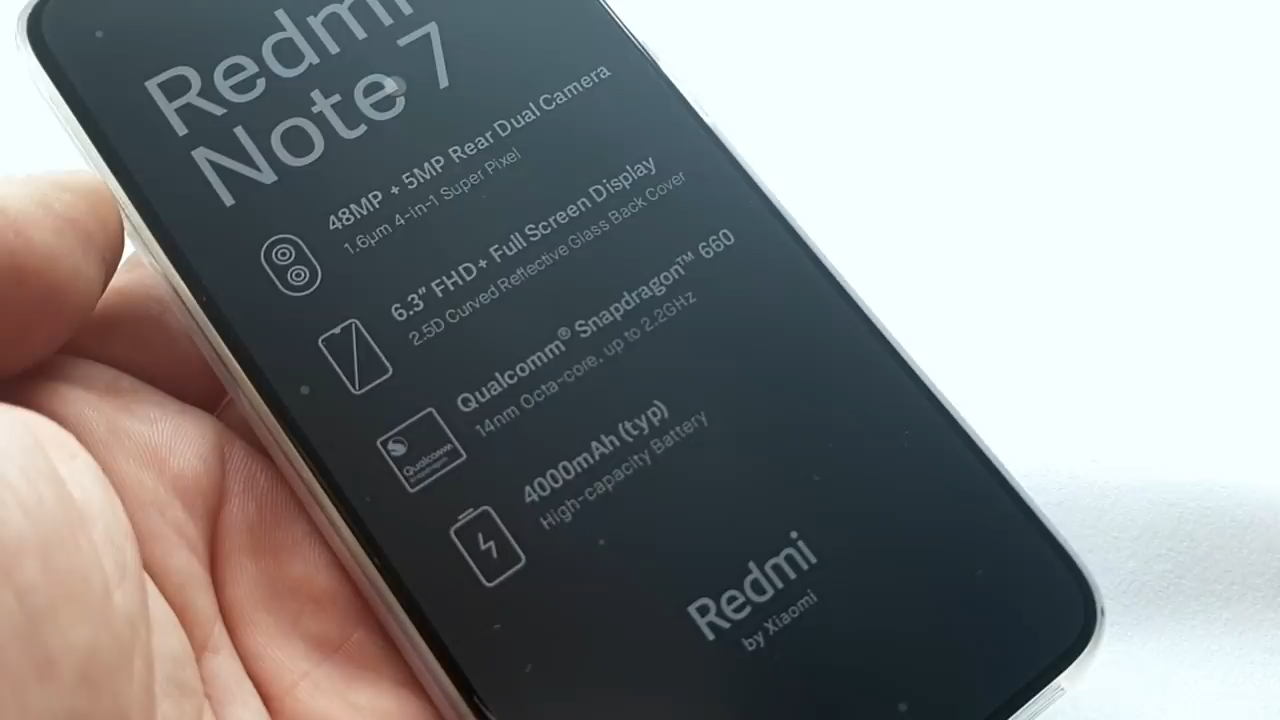 Redmi
Note 7
48MP + 5MP Rear Dual Camera
1.6μm 4-in-1 Super Pixel
6.3" FHD+ Full Screen Display
2.5D Curved Reflective Glass Back Cover
Qualcomm® Snapdragon™ 660
14nm Octa-core, up to 2.2GHz
Qualcomm
snapdragon
4000mAh (typ)
High-capacity Battery
Redmi
by Xiaomi